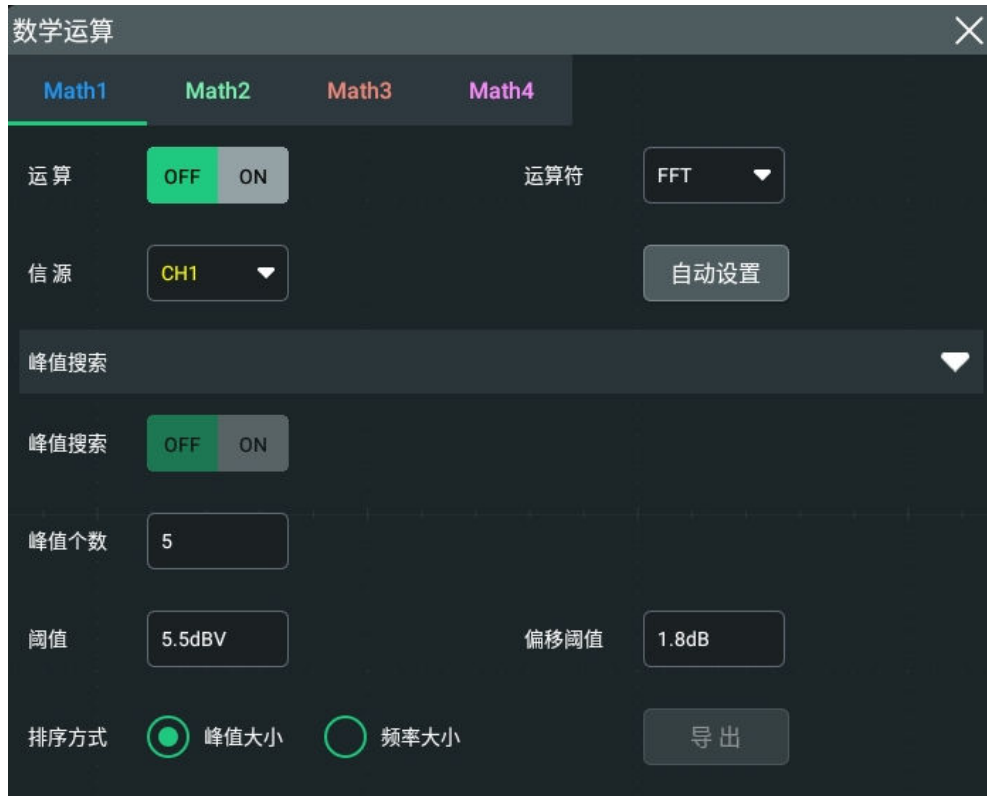 数学运算
Math1 Math2 Math3 Math4
运算 OFF ON 运算符 FFT
信源 CH1 自动设置
峰值搜索
峰值搜索 OFF ON
峰值个数 5
阈值 5.5dBV 偏移阈值 1.8dB
排序方式 峰值大小 频率大小 导出